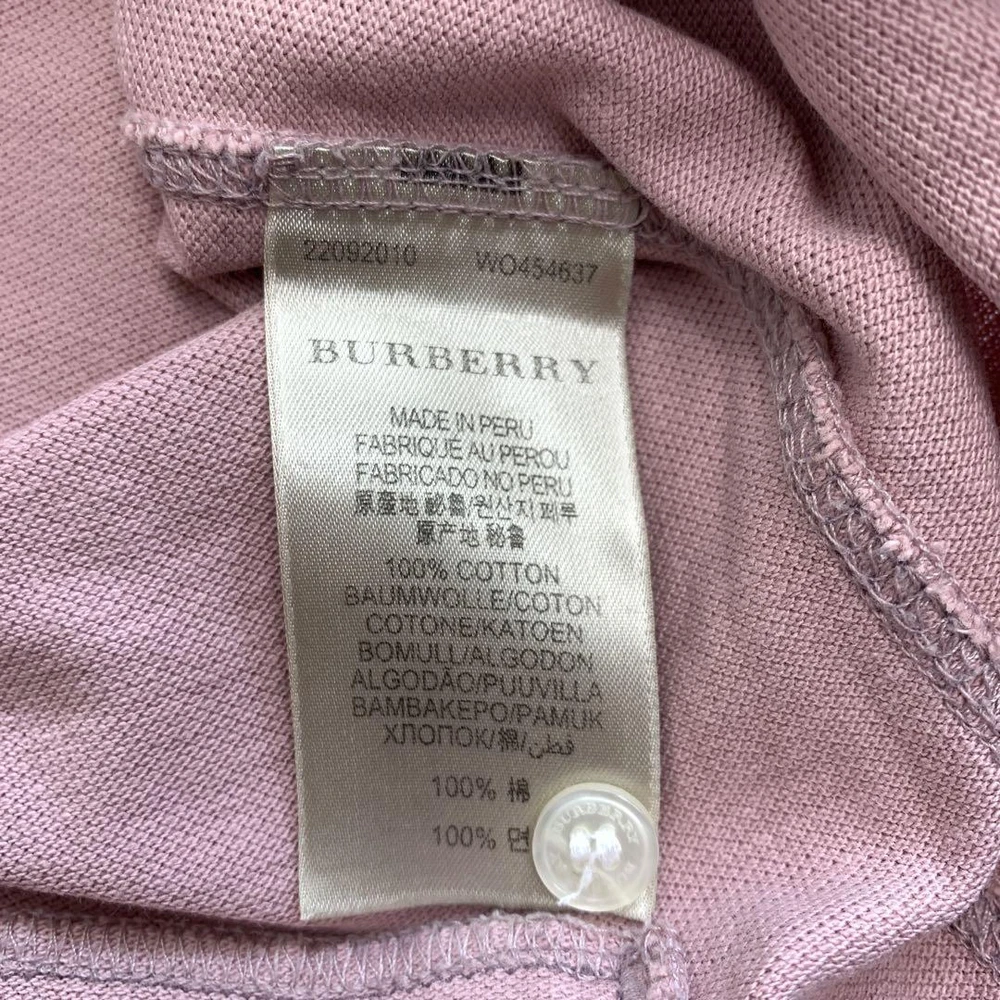 22092010 WO454637
BURBERRY
MADE IN PERU
FABRIQUE AU PEROU
FABRICADO NO PERU
原産地 秘魯/원산지 페루
原产地 秘鲁
100% COTTON
BAUMWOLLE/COTON
COTONE/KATOEN
BOMULL/ALGODON
ALGODÃO/PUUVILLA
BAMBAKEPO/PAMUK
ХЛОПОК/棉/قطن
100% 棉
100% 면
BURBERRY